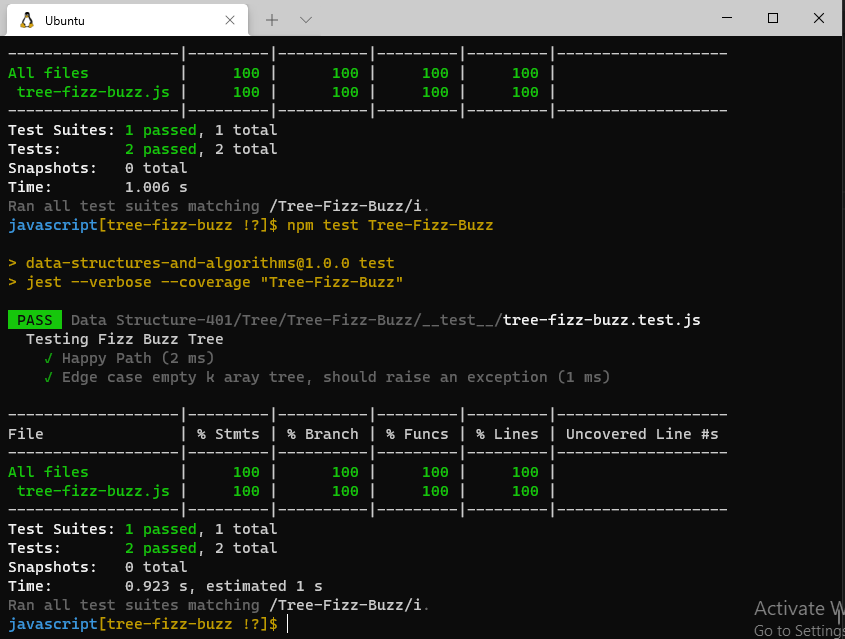 Ubuntu
-------------------|---------|----------|---------|---------|-------------------
All files          |     100 |      100 |     100 |     100 |
 tree-fizz-buzz.js |     100 |      100 |     100 |     100 |
-------------------|---------|----------|---------|---------|-------------------
Test Suites: 1 passed, 1 total
Tests:       2 passed, 2 total
Snapshots:   0 total
Time:        1.006 s
Ran all test suites matching /Tree-Fizz-Buzz/i.
javascript[tree-fizz-buzz !?]$ npm test Tree-Fizz-Buzz
> data-structures-and-algorithms@1.0.0 test
> jest --verbose --coverage "Tree-Fizz-Buzz"
PASS Data Structure-401/Tree/Tree-Fizz-Buzz/__test__/tree-fizz-buzz.test.js
  Testing Fizz Buzz Tree
    √ Happy Path (2 ms)
    √ Edge case empty k aray tree, should raise an exception (1 ms)
-------------------|---------|----------|---------|---------|-------------------
File               | % Stmts | % Branch | % Funcs | % Lines | Uncovered Line #s
-------------------|---------|----------|---------|---------|-------------------
All files          |     100 |      100 |     100 |     100 |
 tree-fizz-buzz.js |     100 |      100 |     100 |     100 |
-------------------|---------|----------|---------|---------|-------------------
Test Suites: 1 passed, 1 total
Tests:       2 passed, 2 total
Snapshots:   0 total
Time:        0.923 s, estimated 1 s
Ran all test suites matching /Tree-Fizz-Buzz/i.
javascript[tree-fizz-buzz !?]$
Activate W
Go to Settings